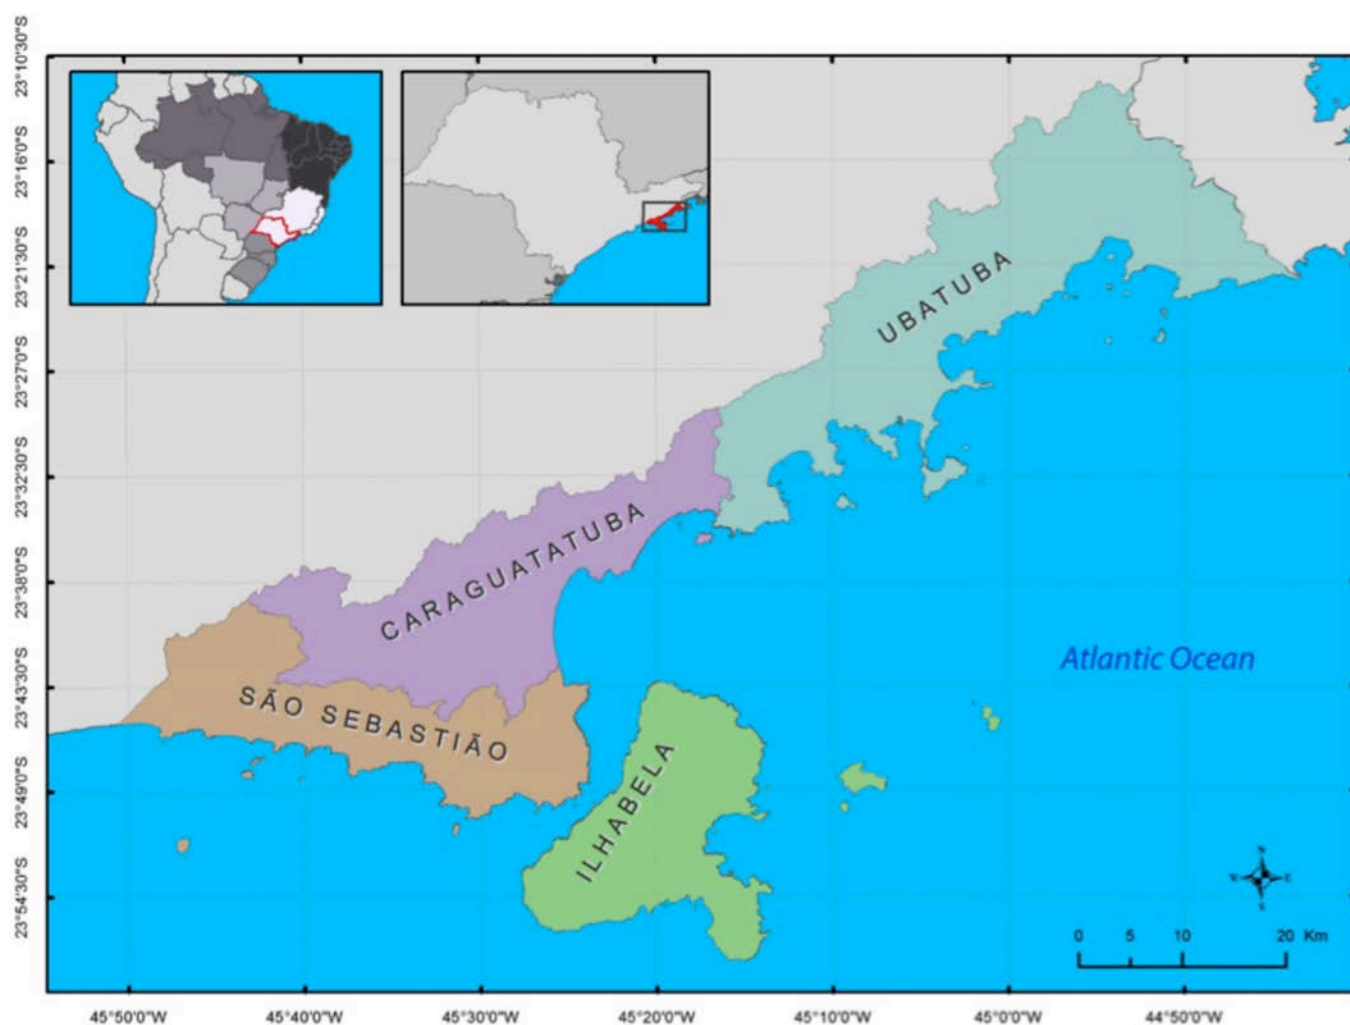 23°10'30"S
23°16'0"S
23°21'30"S
23°27'0"S
23°32'30"S
23°38'0"S
23°43'30"S
23°49'0"S
23°54'30"S
UBATUBA
CARAGUATATUBA
SÃO SEBASTIÃO
ILHABELA
Atlantic Ocean
N
W E
S
0 5 10 20 Km
45°50'0"W 45°40'0"W 45°30'0"W 45°20'0"W 45°10'0"W 45°0'0"W 44°50'0"W